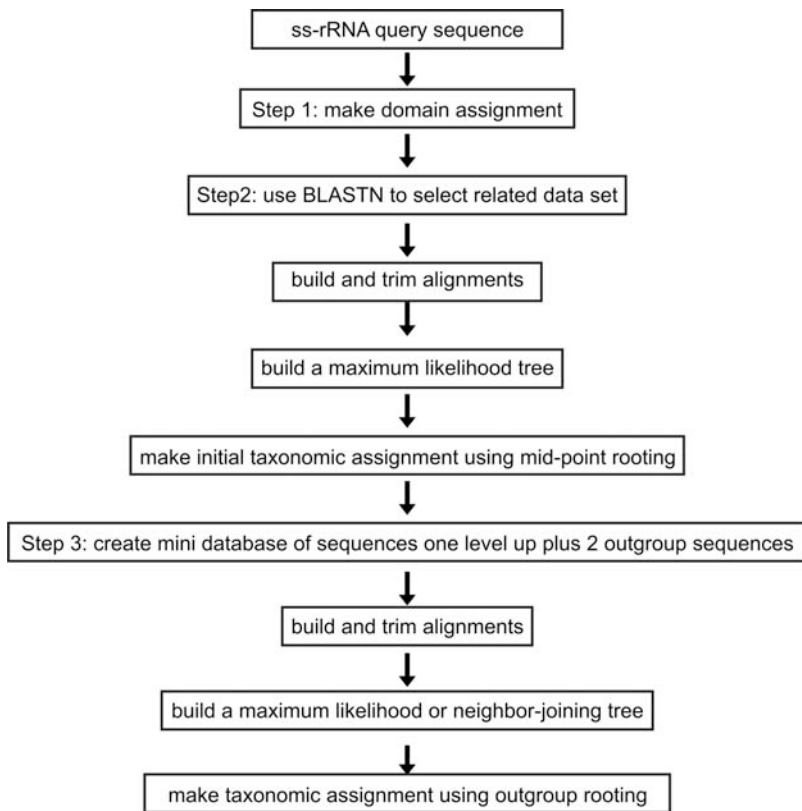 ss-rRNA query sequence
Step 1: make domain assignment
Step2: use BLASTN to select related data set
build and trim alignments
build a maximum likelihood tree
make initial taxonomic assignment using mid-point rooting
Step 3: create mini database of sequences one level up plus 2 outgroup sequences
build and trim alignments
build a maximum likelihood or neighbor-joining tree
make taxonomic assignment using outgroup rooting